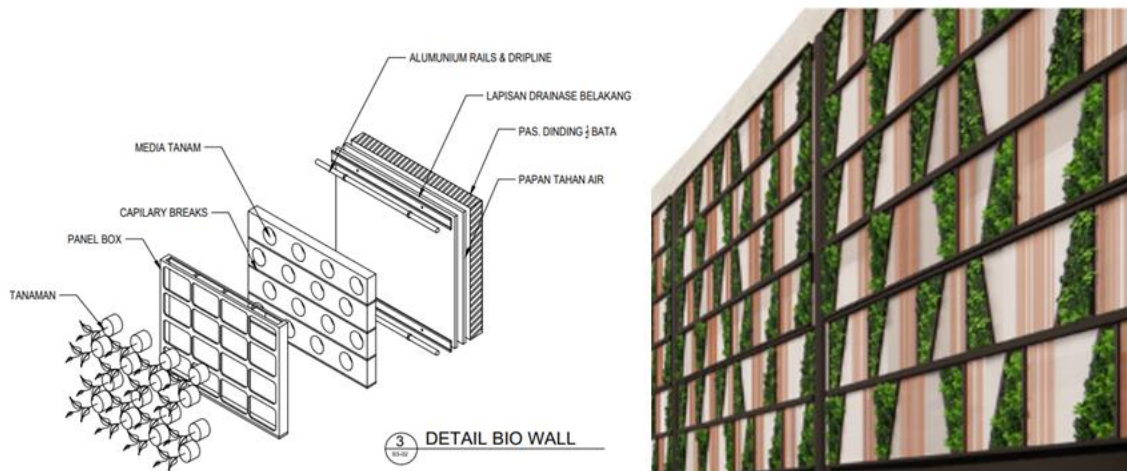 ALUMUNIUM RAILS & DRIPLINE
LAPISAN DRAINASE BELAKANG
PAS. DINDING ½ BATA
MEDIA TANAM
PAPAN TAHAN AIR
CAPILARY BREAKS
PANEL BOX
TANAMAN
3 DETAIL BIO WALL